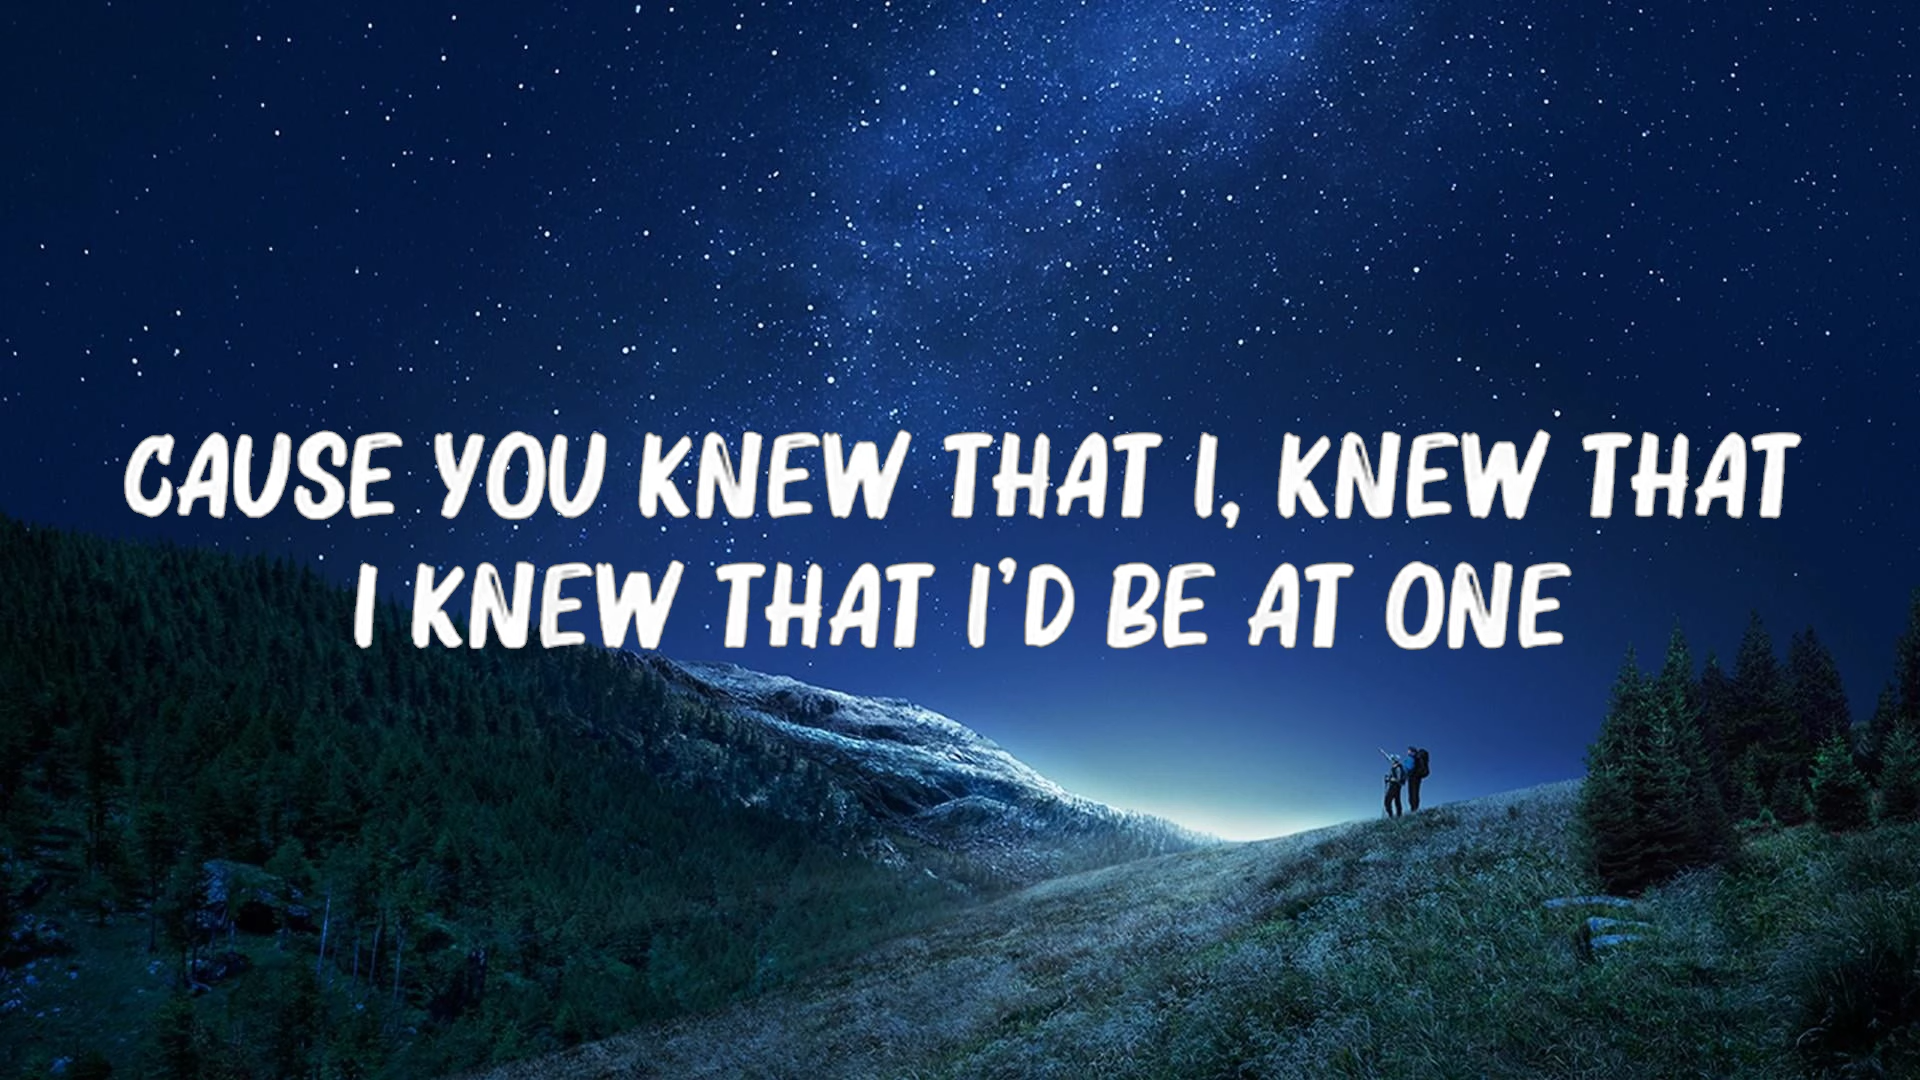 CAUSE YOU KNEW THAT I, KNEW THAT
I KNEW THAT I'D BE AT ONE